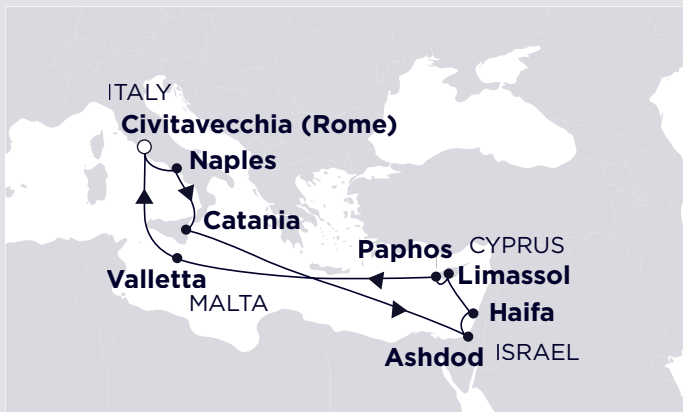 ITALY
Civitavecchia (Rome)
Naples
Catania
Paphos
CYPRUS
Limassol
Valletta
MALTA
Haifa
Ashdod
ISRAEL